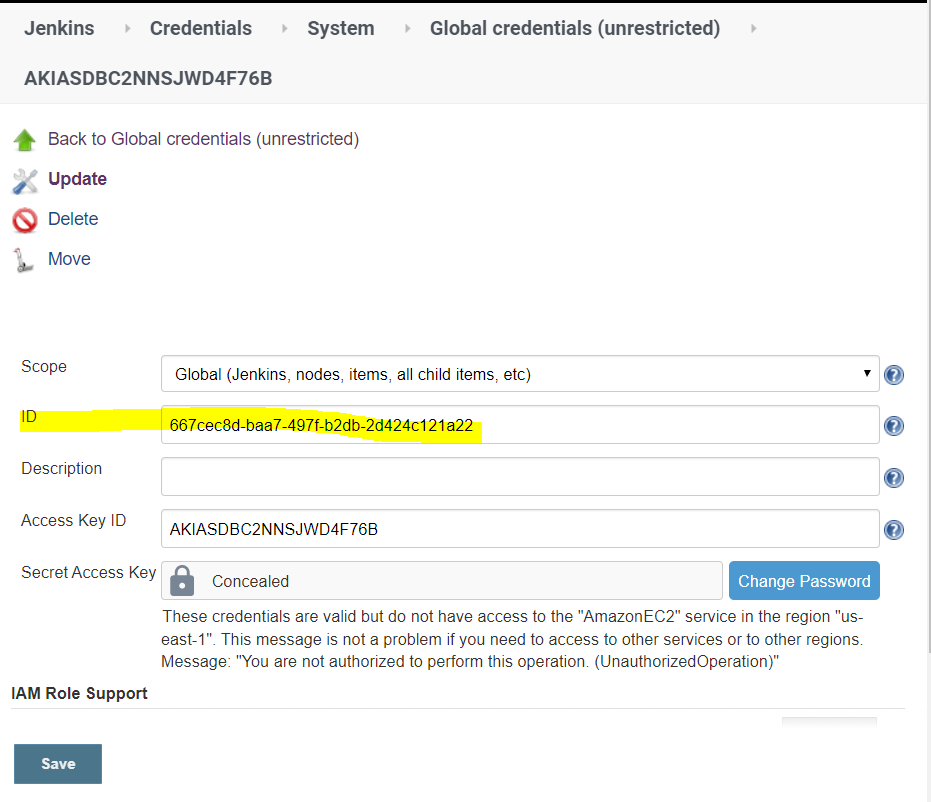 Jenkins Credentials System Global credentials (unrestricted)
AKIASDBC2NNSJWD4F76B
Back to Global credentials (unrestricted)
Update
Delete
Move
Scope Global (Jenkins, nodes, items, all child items, etc)
ID 667cec8d-baa7-497f-b2db-2d424c121a22
Description
Access Key ID AKIASDBC2NNSJWD4F76B
Secret Access Key Concealed Change Password
These credentials are valid but do not have access to the "AmazonEC2" service in the region "us-
east-1". This message is not a problem if you need to access to other services or to other regions.
Message: "You are not authorized to perform this operation. (UnauthorizedOperation)"
IAM Role Support
Save